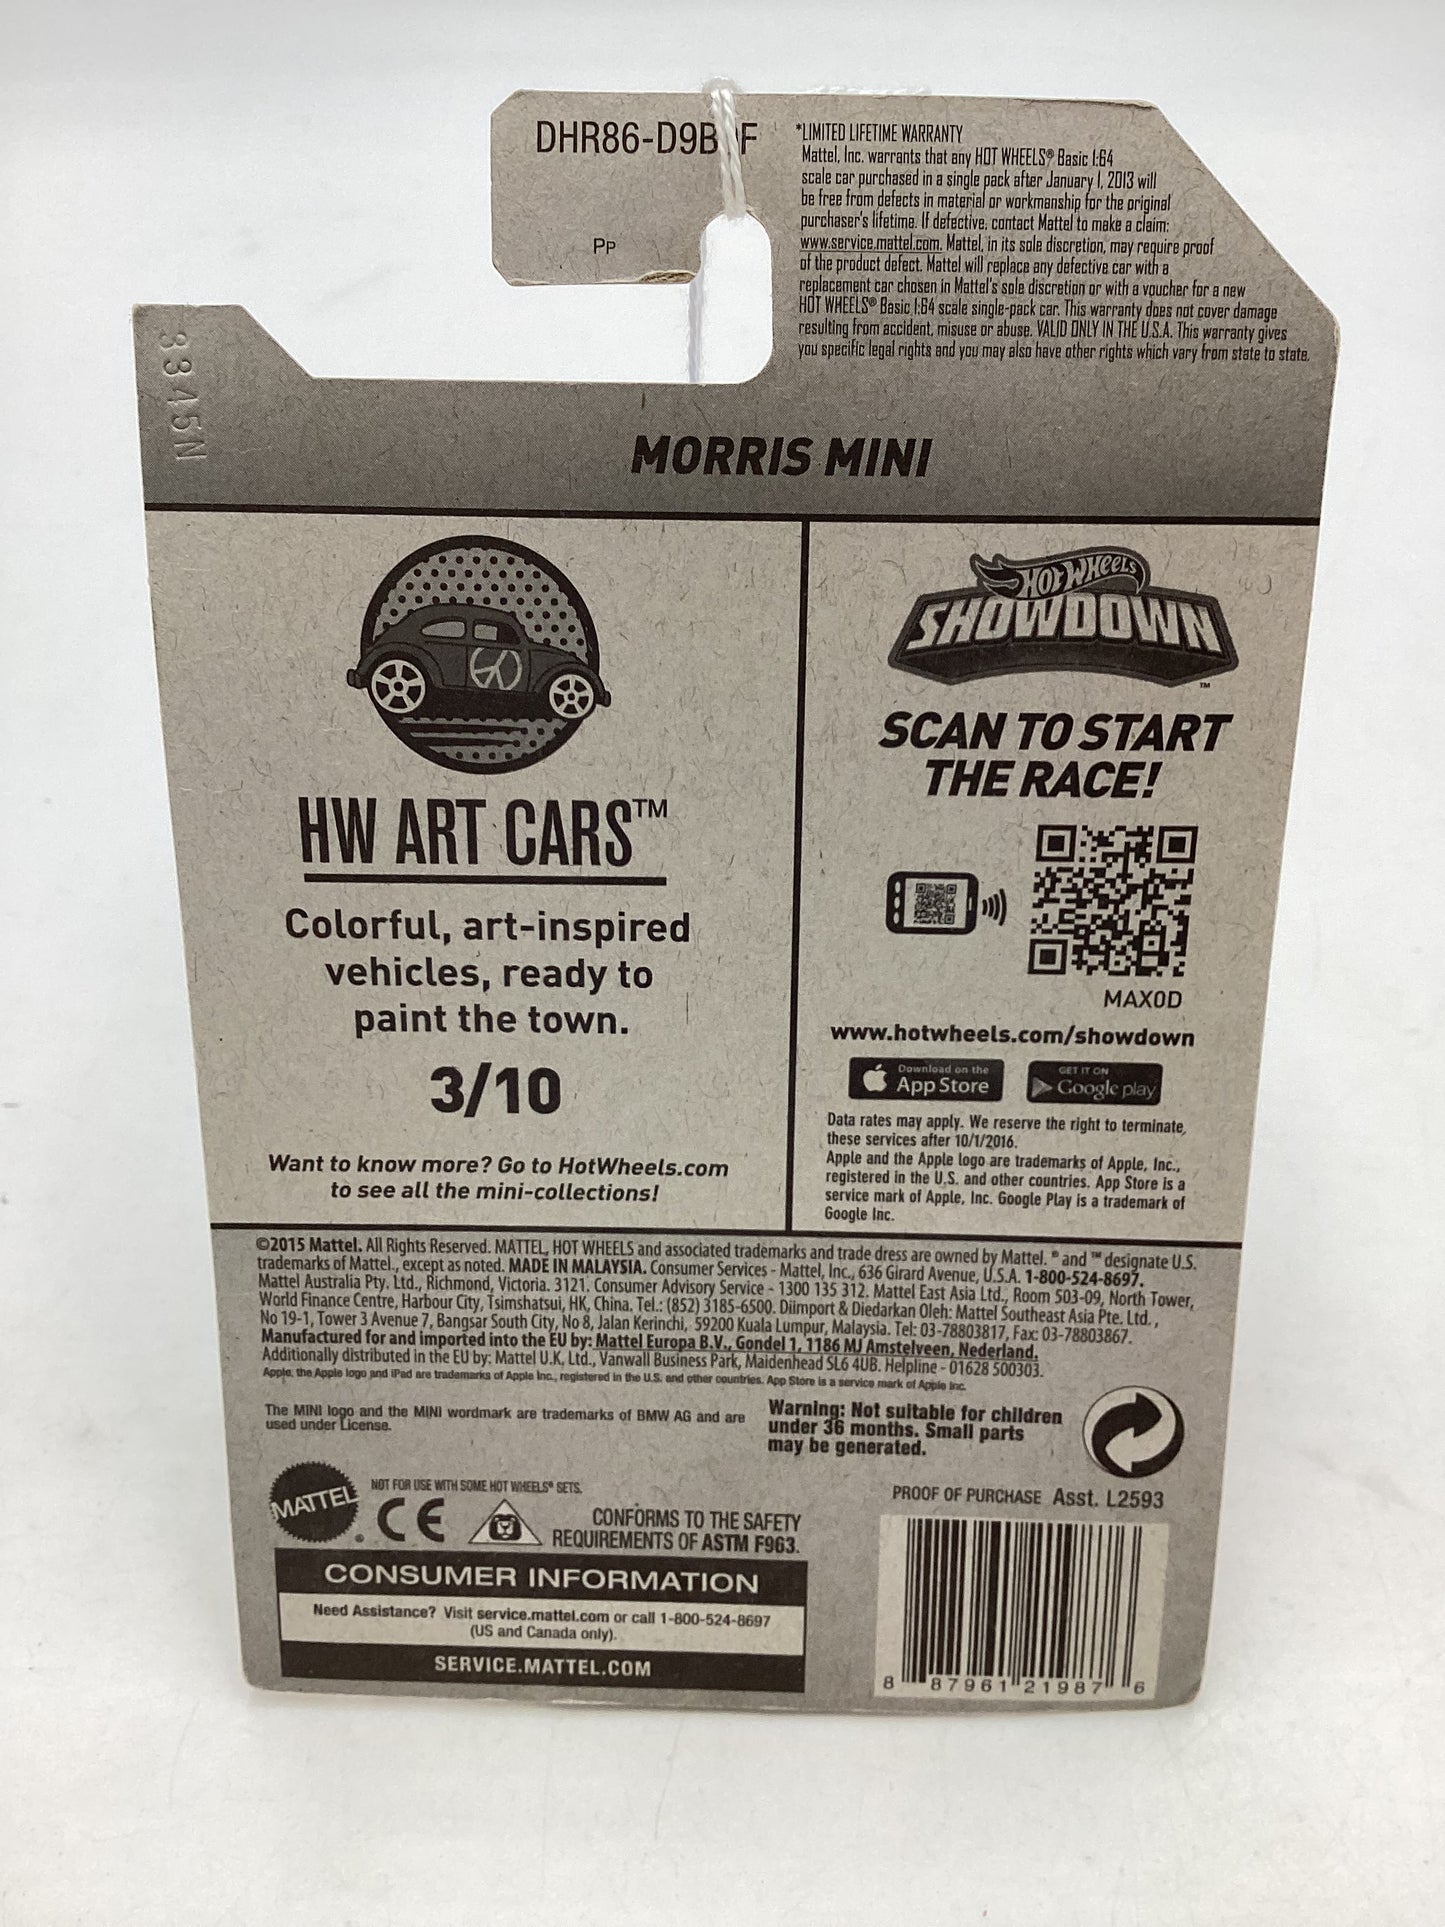 DHR86-D9B
Pp
*LIMITED LIFETIME WARRANTY
Mattel, Inc. warrants that any HOT WHEELS® Basic 1:64
scale car purchased in a single pack after January 1, 2013 will
be free from defects in material or workmanship for the original
purchaser's lifetime. If defective, contact Mattel to make a claim:
www.service.mattel.com. Mattel, in its sole discretion, may require proof
of the product defect. Mattel will replace any defective car with a
replacement car chosen in Mattel's sole discretion or with a voucher for a new
HOT WHEELS® Basic 1:64 scale single-pack car. This warranty does not cover damage
resulting from accident, misuse or abuse. VALID ONLY IN THE U.S.A. This warranty gives
you specific legal rights and you may also have other rights which vary from state to state.
3345N
MORRIS MINI
HW ART CARS™
Colorful, art-inspired
vehicles, ready to
paint the town.
3/10
Want to know more? Go to HotWheels.com
to see all the mini-collections!
HOT WHEELS
SHOWDOWN™
SCAN TO START
THE RACE!
MAX0D
www.hotwheels.com/showdown
Download on the
App Store
GET IT ON
Google play
Data rates may apply. We reserve the right to terminate
these services after 10/1/2016.
Apple and the Apple logo are trademarks of Apple, Inc.,
registered in the U.S. and other countries. App Store is a
service mark of Apple, Inc. Google Play is a trademark of
Google Inc.
©2015 Mattel. All Rights Reserved. MATTEL, HOT WHEELS and associated trademarks and trade dress are owned by Mattel. ® and ™ designate U.S.
trademarks of Mattel., except as noted. MADE IN MALAYSIA. Consumer Services - Mattel, Inc., 636 Girard Avenue, U.S.A. 1-800-524-8697.
Mattel Australia Pty. Ltd., Richmond, Victoria. 3121. Consumer Advisory Service - 1300 135 312. Mattel East Asia Ltd., Room 503-09, North Tower,
World Finance Centre, Harbour City, Tsimshatsui, HK, China. Tel.: (852) 3185-6500. Diimport & Diedarkan Oleh: Mattel Southeast Asia Pte. Ltd.,
No 19-1, Tower 3 Avenue 7, Bangsar South City, No 8, Jalan Kerinchi, 59200 Kuala Lumpur, Malaysia. Tel: 03-78803817, Fax: 03-78803867.
Manufactured for and imported into the EU by: Mattel Europa B.V., Gondel 1, 1186 MJ Amstelveen, Nederland.
Additionally distributed in the EU by: Mattel U.K. Ltd., Vanwall Business Park, Maidenhead SL6 4UB. Helpline - 01628 500303.
Apple, the Apple logo and iPad are trademarks of Apple Inc., registered in the U.S. and other countries. App Store is a service mark of Apple Inc.
The MINI logo and the MINI wordmark are trademarks of BMW AG and are
used under License.
Warning: Not suitable for children
under 36 months. Small parts
may be generated.
MATTEL®
NOT FOR USE WITH SOME HOT WHEELS® SETS.
CE
CONFORMS TO THE SAFETY
REQUIREMENTS OF ASTM F963.
PROOF OF PURCHASE Asst. L2593
CONSUMER INFORMATION
Need Assistance? Visit service.mattel.com or call 1-800-524-8697
(US and Canada only).
SERVICE.MATTEL.COM
8 87961 21987 6